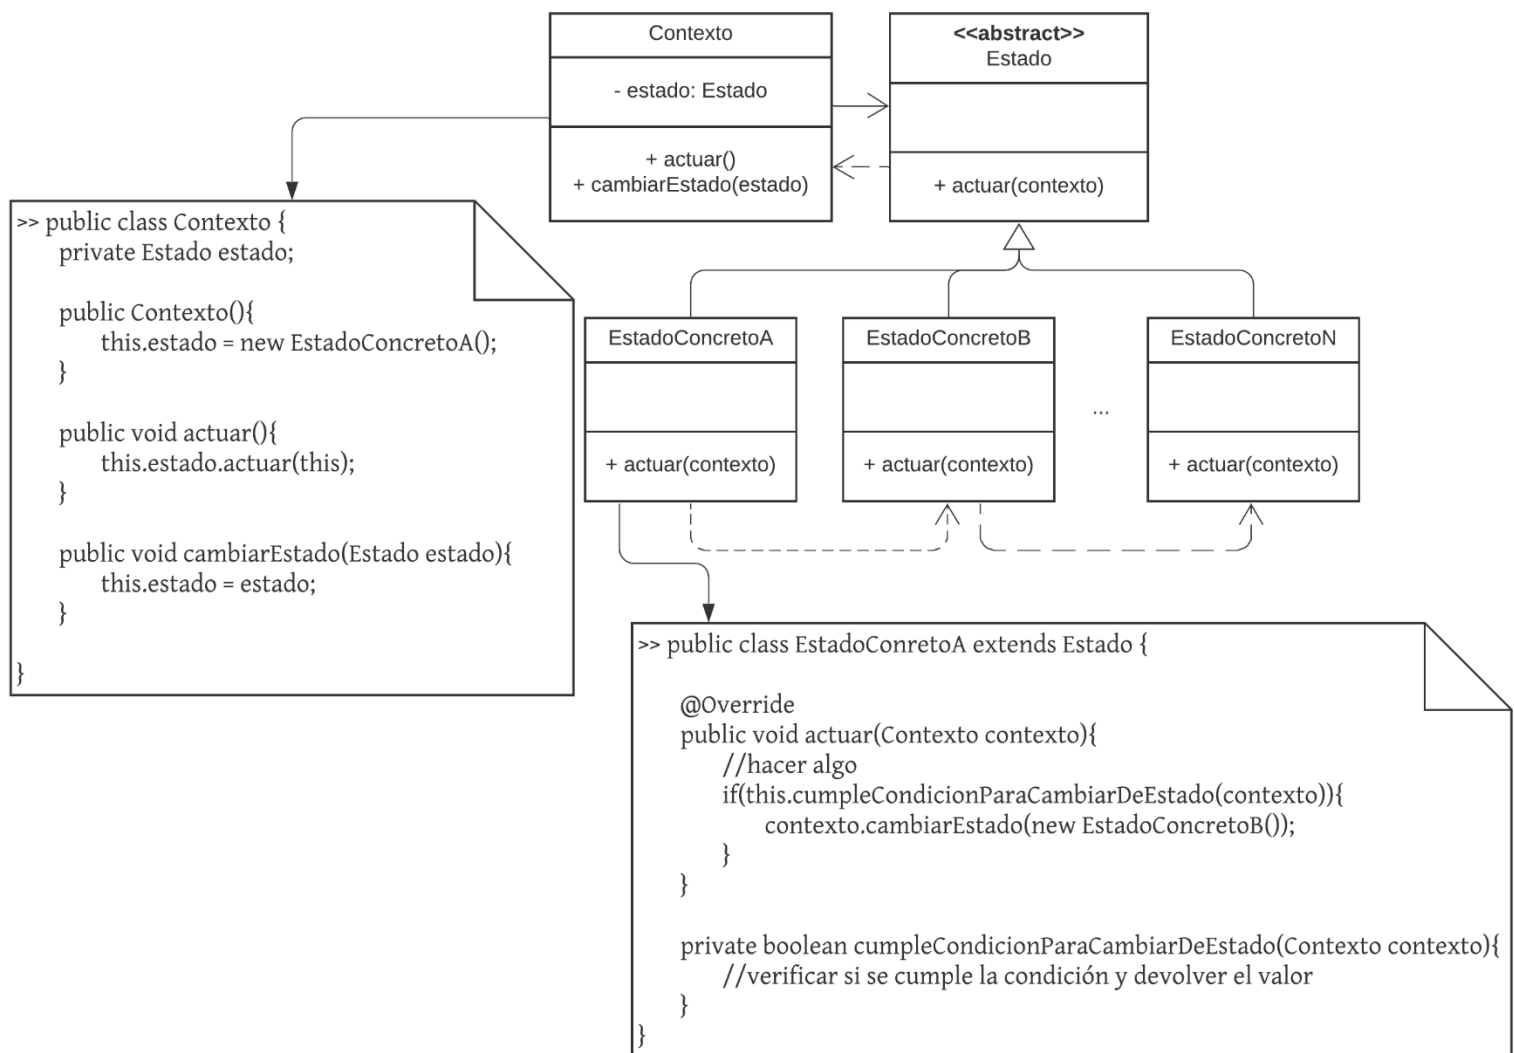 Contexto
- estado: Estado
+ actuar()
+ cambiarEstado(estado)
<<abstract>>
Estado
+ actuar(contexto)
>> public class Contexto {
private Estado estado;
public Contexto(){
this.estado = new EstadoConcretoA();
}
public void actuar(){
this.estado.actuar(this);
}
public void cambiarEstado(Estado estado){
this.estado = estado;
}
}
EstadoConcretoA
+ actuar(contexto)
EstadoConcretoB
+ actuar(contexto)
...
EstadoConcretoN
+ actuar(contexto)
>> public class EstadoConretoA extends Estado {
@Override
public void actuar(Contexto contexto){
//hacer algo
if(this.cumpleCondicionParaCambiarDeEstado(contexto)){
contexto.cambiarEstado(new EstadoConcretoB());
}
}
private boolean cumpleCondicionParaCambiarDeEstado(Contexto contexto){
//verificar si se cumple la condición y devolver el valor
}
}